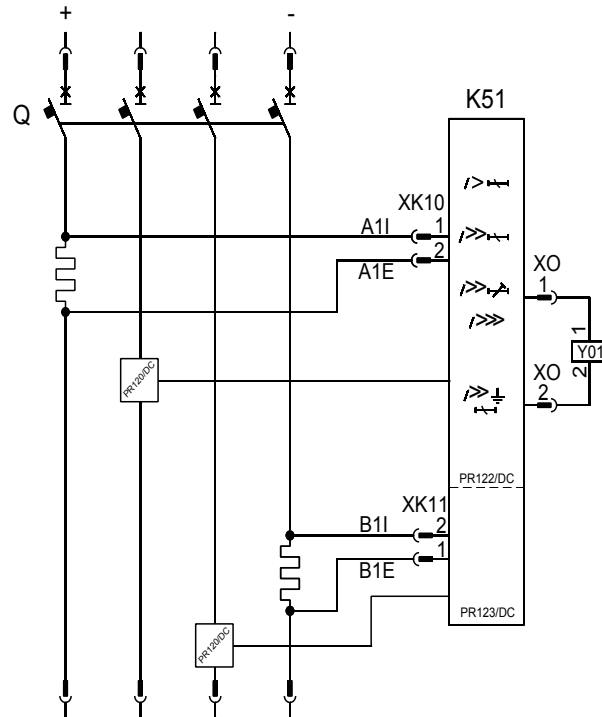 + -
Q
K51
I>
XK10
A1I 1
I>>
2
A1E
XO
1
I>>
I>>>
1
Y01
2
PR120/DC
XO
2
I>>
PR122/DC
XK11
B1I 2
1
B1E
PR123/DC
PR120/DC